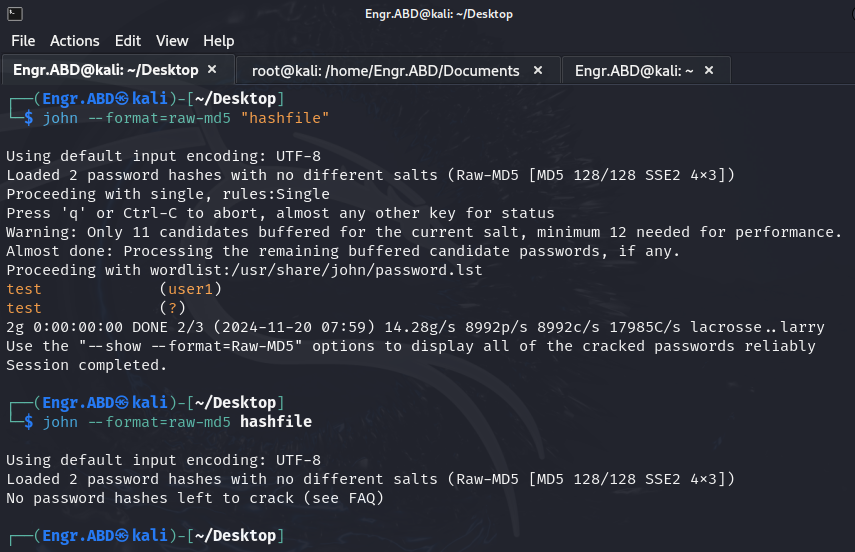 Engr.ABD@kali: ~/Desktop
File Actions Edit View Help
Engr.ABD@kali: ~/Desktop × root@kali: /home/Engr.ABD/Documents × Engr.ABD@kali: ~ ×
┌──(Engr.ABD㉿kali)-[~/Desktop]
└─$ john --format=raw-md5 "hashfile"
Using default input encoding: UTF-8
Loaded 2 password hashes with no different salts (Raw-MD5 [MD5 128/128 SSE2 4×3])
Proceeding with single, rules:Single
Press 'q' or Ctrl-C to abort, almost any other key for status
Warning: Only 11 candidates buffered for the current salt, minimum 12 needed for performance.
Almost done: Processing the remaining buffered candidate passwords, if any.
Proceeding with wordlist:/usr/share/john/password.lst
test (user1)
test (?)
2g 0:00:00:00 DONE 2/3 (2024-11-20 07:59) 14.28g/s 8992p/s 8992c/s 17985C/s lacrosse..larry
Use the "--show --format=Raw-MD5" options to display all of the cracked passwords reliably
Session completed.
┌──(Engr.ABD㉿kali)-[~/Desktop]
└─$ john --format=raw-md5 hashfile
Using default input encoding: UTF-8
Loaded 2 password hashes with no different salts (Raw-MD5 [MD5 128/128 SSE2 4×3])
No password hashes left to crack (see FAQ)
┌──(Engr.ABD㉿kali)-[~/Desktop]